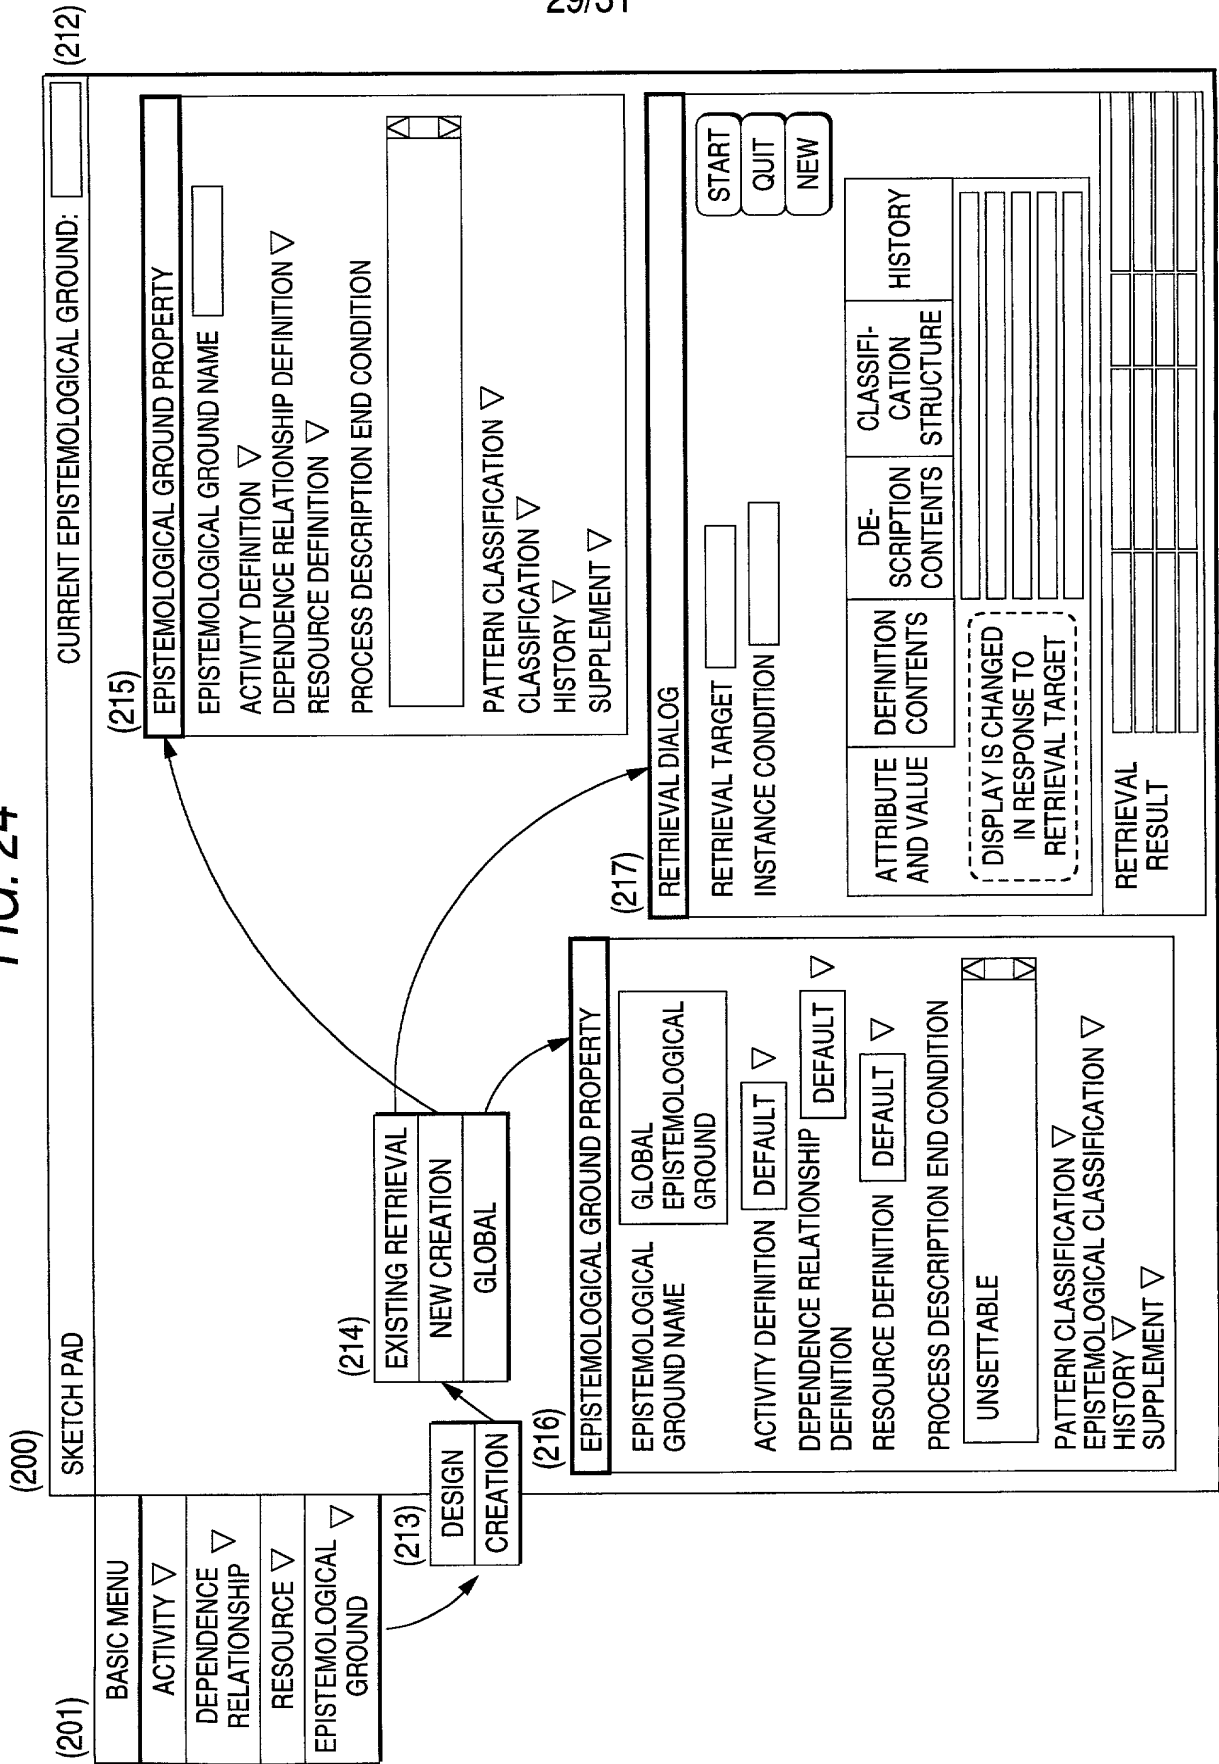 29/31
FIG. 24
(200)
SKETCH PAD
CURRENT EPISTEMOLOGICAL GROUND:
(212)
(201)
BASIC MENU
ACTIVITY ▽
DEPENDENCE
RELATIONSHIP ▽
RESOURCE ▽
EPISTEMOLOGICAL
GROUND ▽
(213)
DESIGN
CREATION
(214)
EXISTING RETRIEVAL
NEW CREATION
GLOBAL
(215)
EPISTEMOLOGICAL GROUND PROPERTY
EPISTEMOLOGICAL GROUND NAME
ACTIVITY DEFINITION ▽
DEPENDENCE RELATIONSHIP DEFINITION ▽
RESOURCE DEFINITION ▽
PROCESS DESCRIPTION END CONDITION
PATTERN CLASSIFICATION ▽
CLASSIFICATION ▽
HISTORY ▽
SUPPLEMENT ▽
(216)
EPISTEMOLOGICAL GROUND PROPERTY
EPISTEMOLOGICAL
GROUND NAME
GLOBAL
EPISTEMOLOGICAL
GROUND
ACTIVITY DEFINITION DEFAULT ▽
DEPENDENCE RELATIONSHIP
DEFINITION
DEFAULT ▽
RESOURCE DEFINITION DEFAULT ▽
PROCESS DESCRIPTION END CONDITION
UNSETTABLE
PATTERN CLASSIFICATION ▽
EPISTEMOLOGICAL CLASSIFICATION ▽
HISTORY ▽
SUPPLEMENT ▽
(217)
RETRIEVAL DIALOG
RETRIEVAL TARGET
INSTANCE CONDITION
START
QUIT
NEW
ATTRIBUTE
AND VALUE
DEFINITION
CONTENTS
DE-
SCRIPTION
CONTENTS
CLASSIFI-
CATION
STRUCTURE
HISTORY
DISPLAY IS CHANGED
IN RESPONSE TO
RETRIEVAL TARGET
RETRIEVAL
RESULT